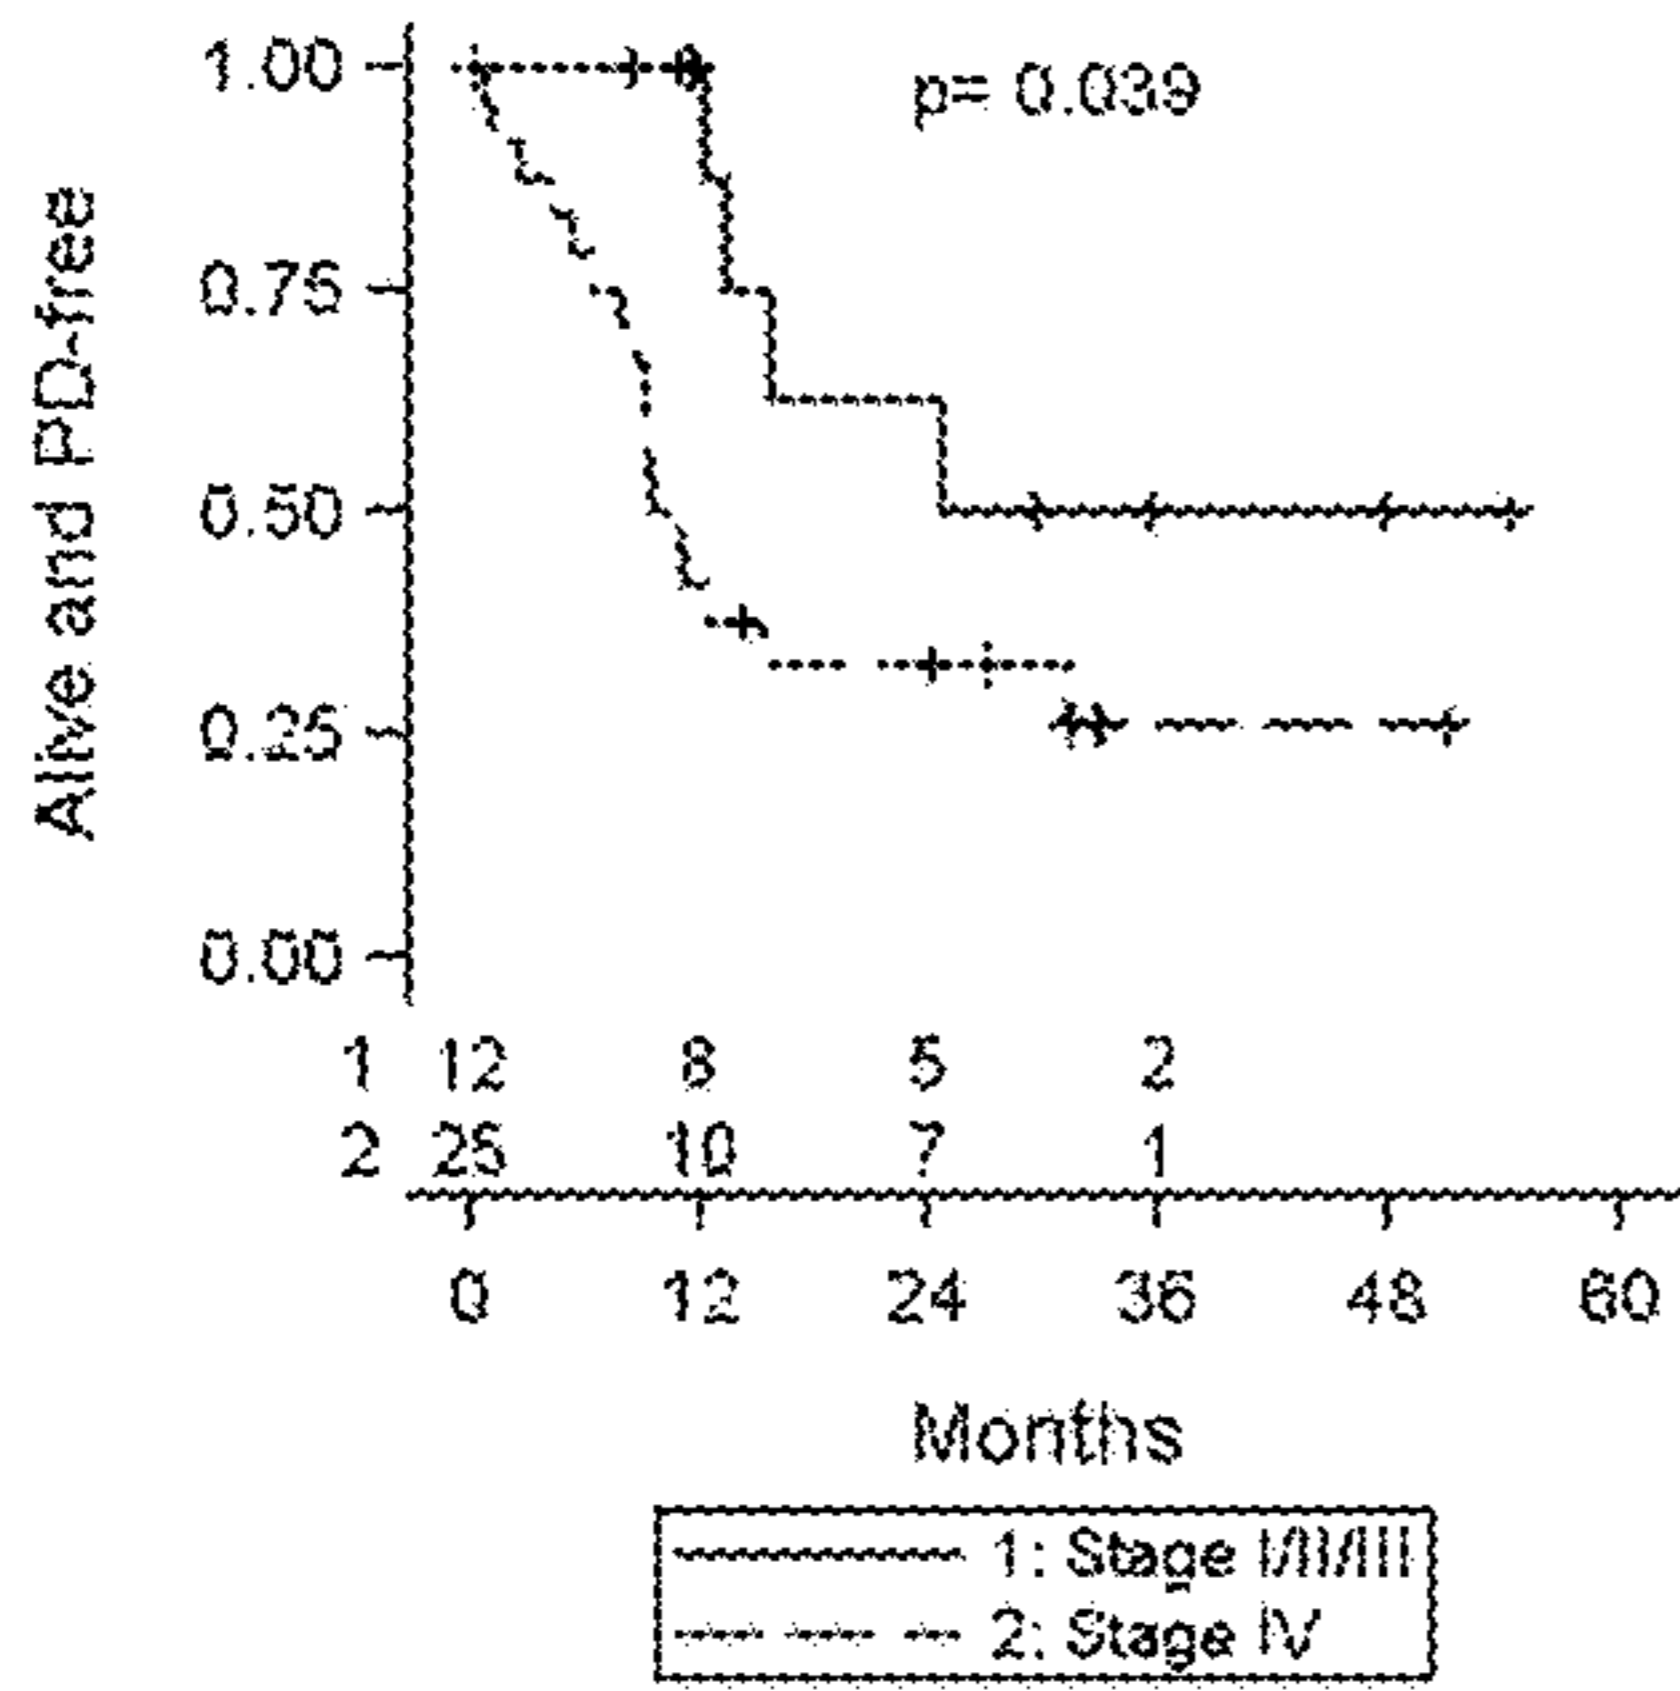 1.00
p= 0.039
0.75
0.50
0.25
0.00
Alive and PD-free
1 12 8 5 2
2 25 10 7 1
0 12 24 36 48 60
Months
1: Stage I/II/III
2: Stage IV